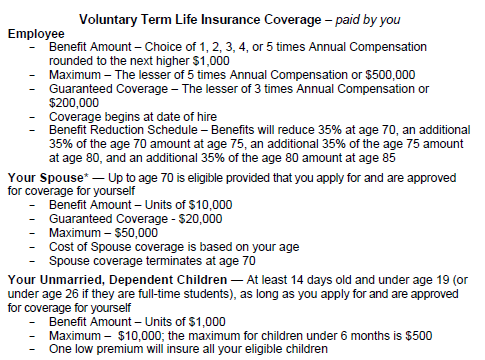 Voluntary Term Life Insurance Coverage – paid by you
Employee
– Benefit Amount – Choice of 1, 2, 3, 4, or 5 times Annual Compensation
rounded to the next higher $1,000
– Maximum – The lesser of 5 times Annual Compensation or $500,000
– Guaranteed Coverage – The lesser of 3 times Annual Compensation or
$200,000
– Coverage begins at date of hire
– Benefit Reduction Schedule – Benefits will reduce 35% at age 70, an additional
35% of the age 70 amount at age 75, an additional 35% of the age 75 amount
at age 80, and an additional 35% of the age 80 amount at age 85
Your Spouse* — Up to age 70 is eligible provided that you apply for and are approved
for coverage for yourself
– Benefit Amount – Units of $10,000
– Guaranteed Coverage - $20,000
– Maximum – $50,000
– Cost of Spouse coverage is based on your age
– Spouse coverage terminates at age 70
Your Unmarried, Dependent Children — At least 14 days old and under age 19 (or
under age 26 if they are full-time students), as long as you apply for and are approved
for coverage for yourself
– Benefit Amount – Units of $1,000
– Maximum – $10,000; the maximum for children under 6 months is $500
– One low premium will insure all your eligible children